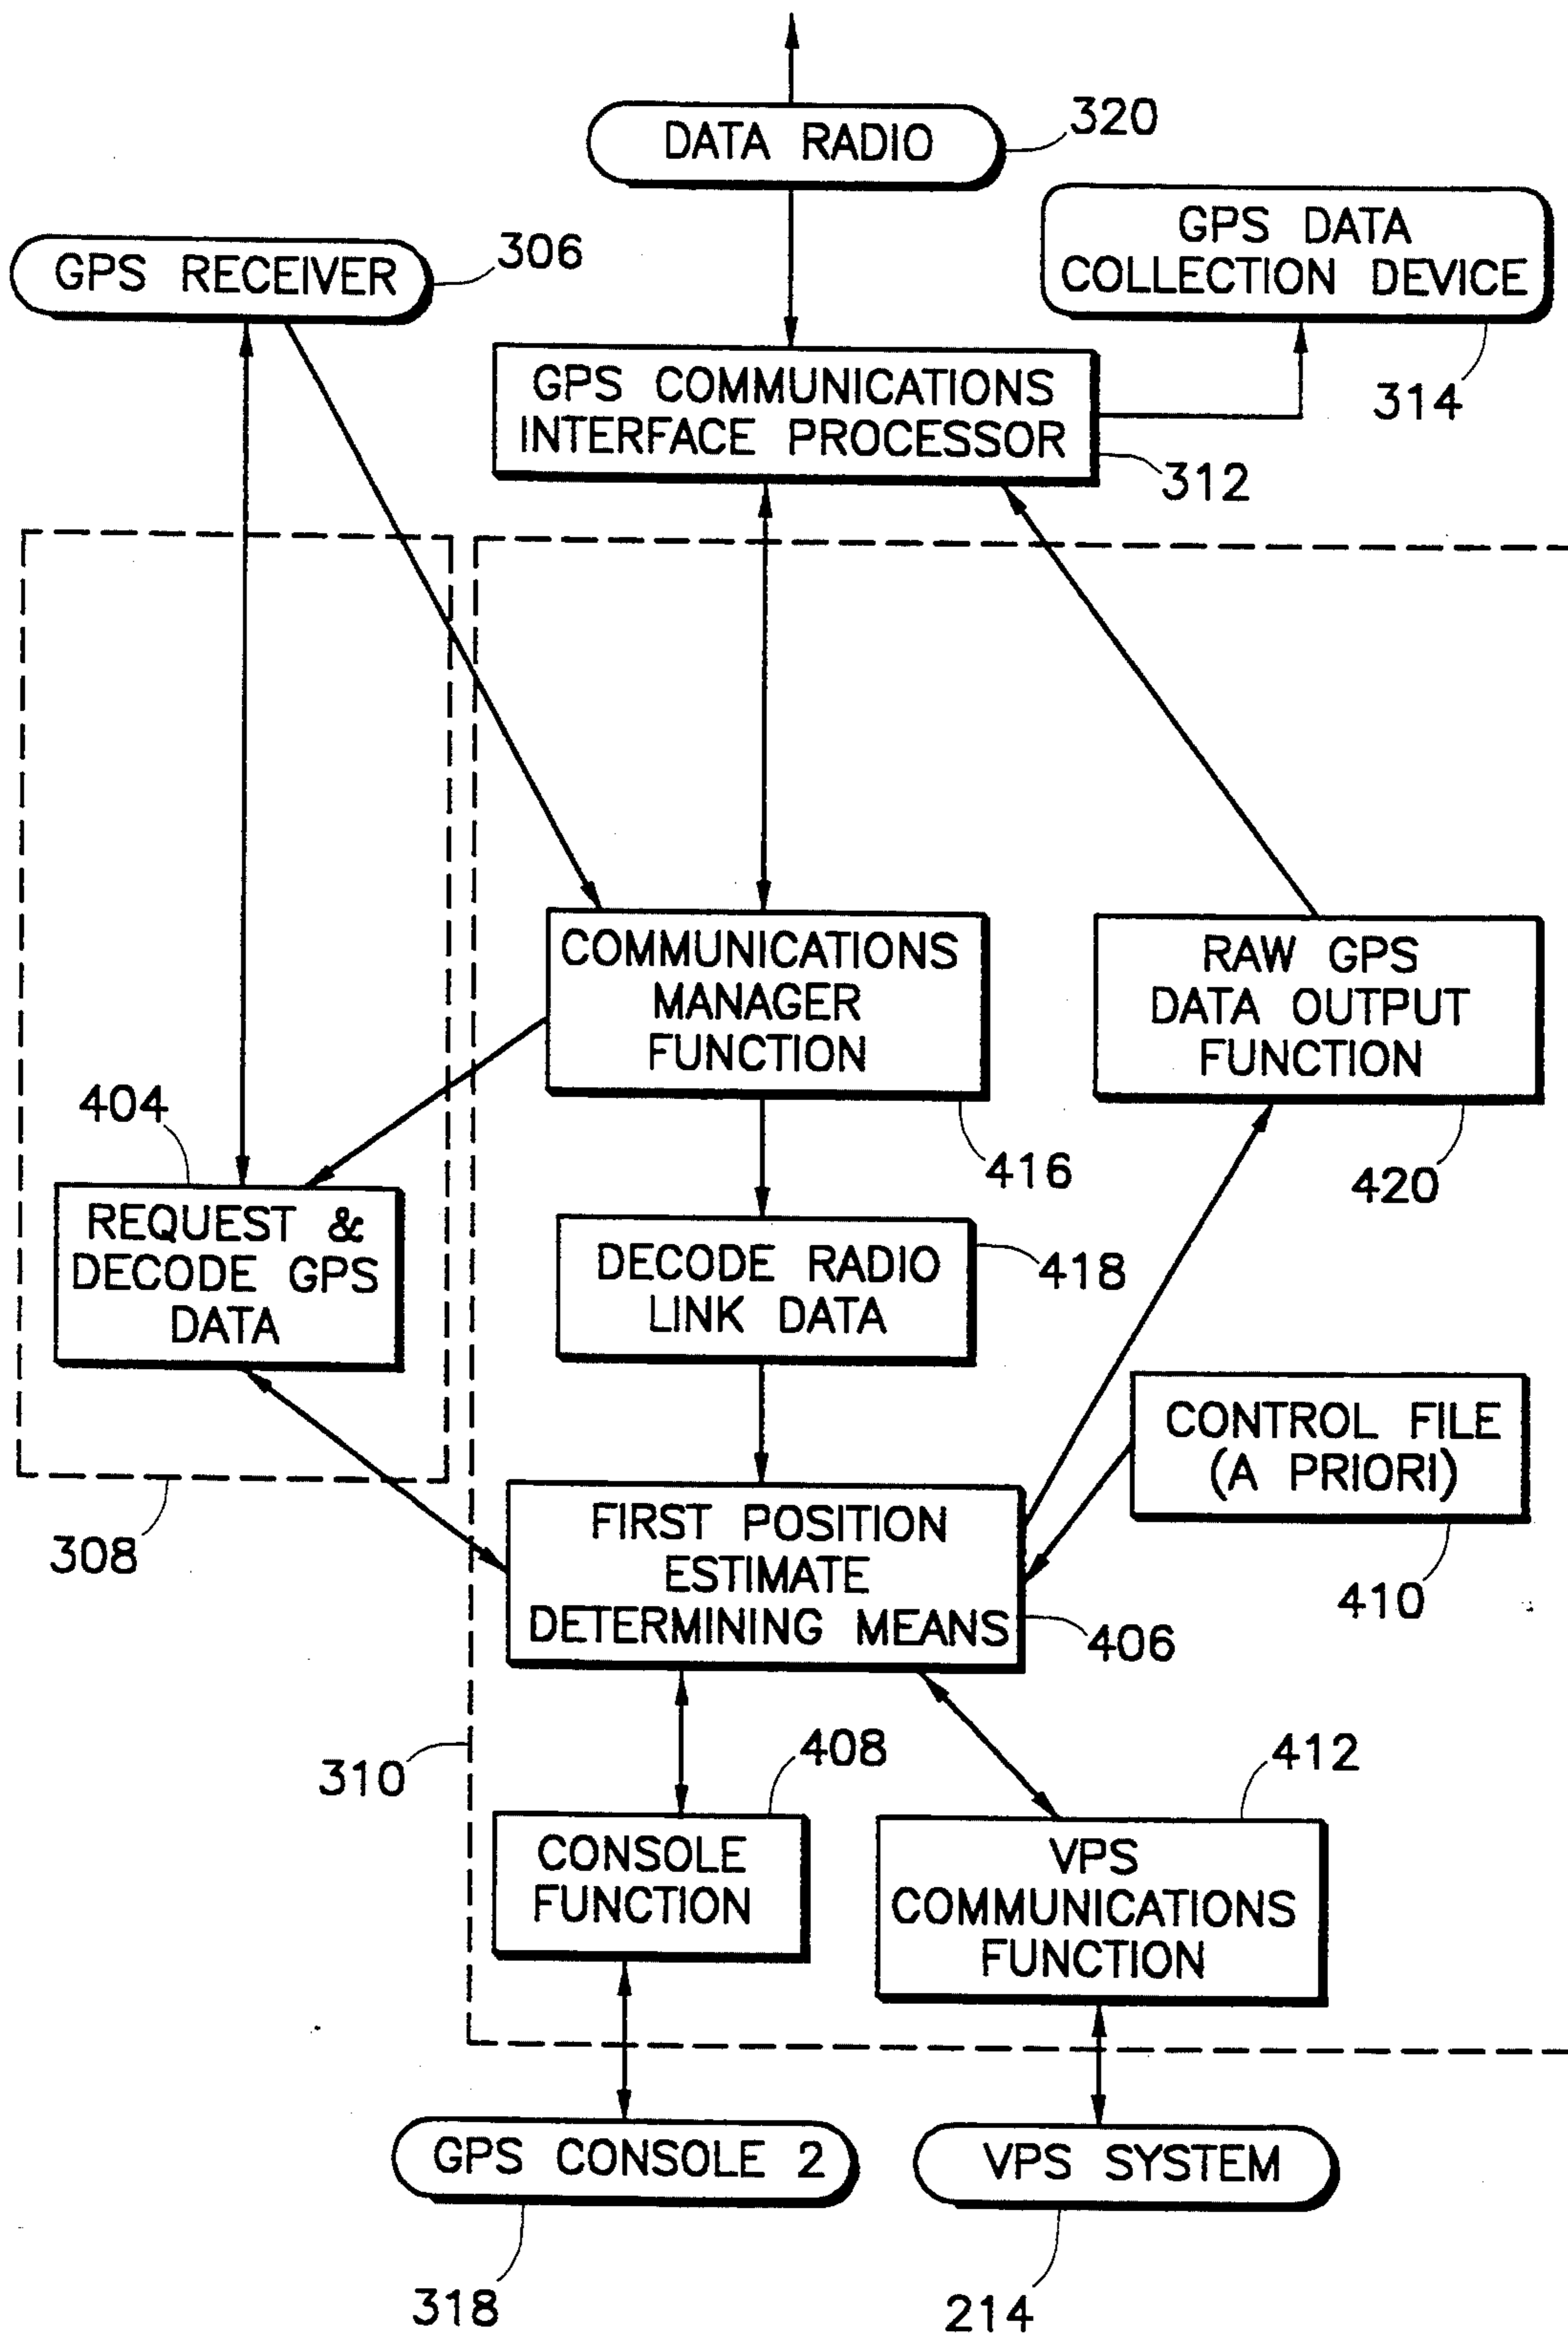 DATA RADIO
320
GPS DATA
COLLECTION DEVICE
314
GPS RECEIVER
306
GPS COMMUNICATIONS
INTERFACE PROCESSOR
312
COMMUNICATIONS
MANAGER
FUNCTION
416
RAW GPS
DATA OUTPUT
FUNCTION
420
404
REQUEST &
DECODE GPS
DATA
DECODE RADIO
LINK DATA
418
CONTROL FILE
(A PRIORI)
410
308
FIRST POSITION
ESTIMATE
DETERMINING MEANS
406
310
408
CONSOLE
FUNCTION
412
VPS
COMMUNICATIONS
FUNCTION
GPS CONSOLE 2
318
VPS SYSTEM
214